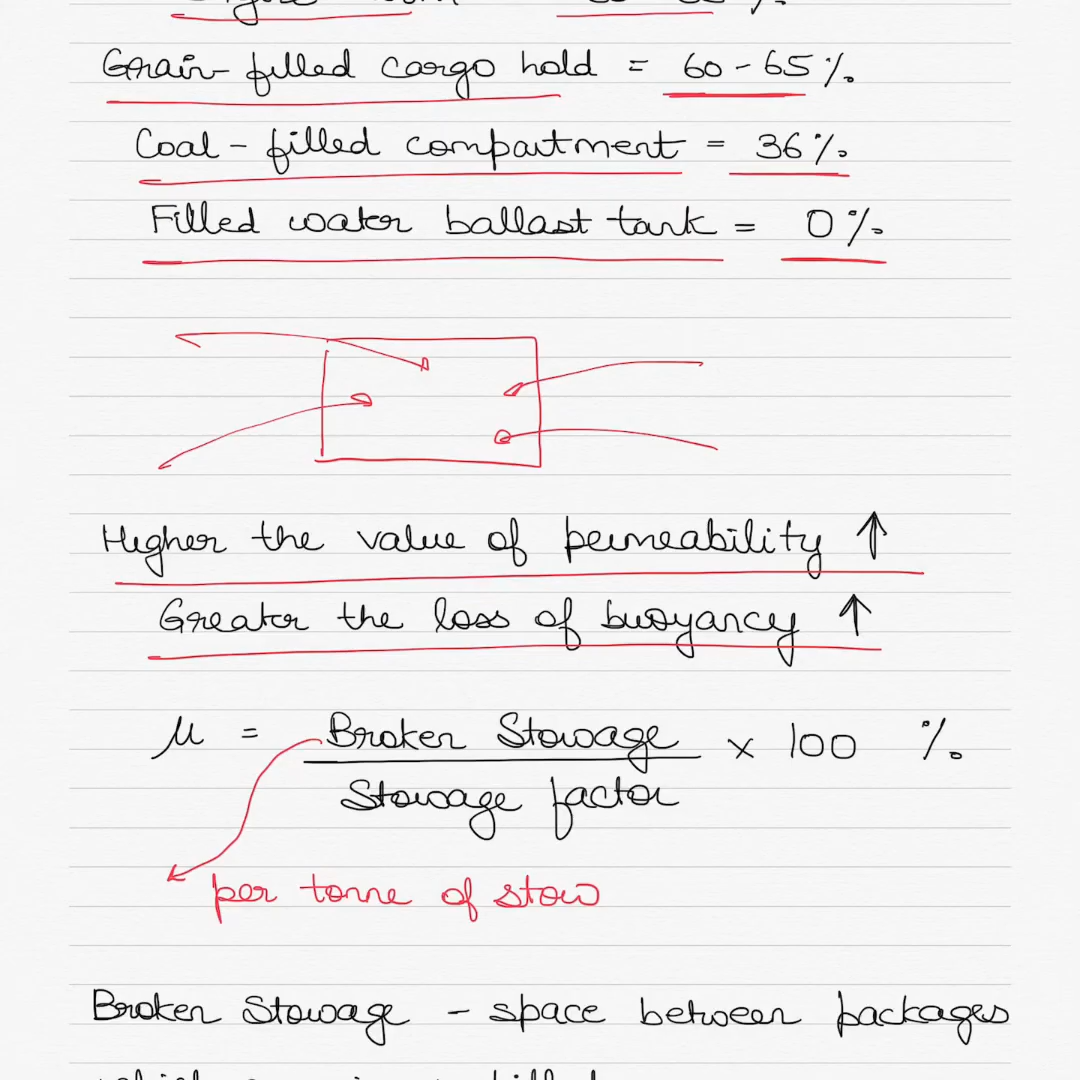 Grain-filled cargo hold = 60-65%.
Coal-filled compartment = 36%.
Filled water ballast tank = 0%.
Higher the value of permeability ↑
Greater the loss of buoyancy ↑
μ = Broken Stowage / Stowage factor × 100 %.
per tonne of stow
Broken Stowage - space between packages